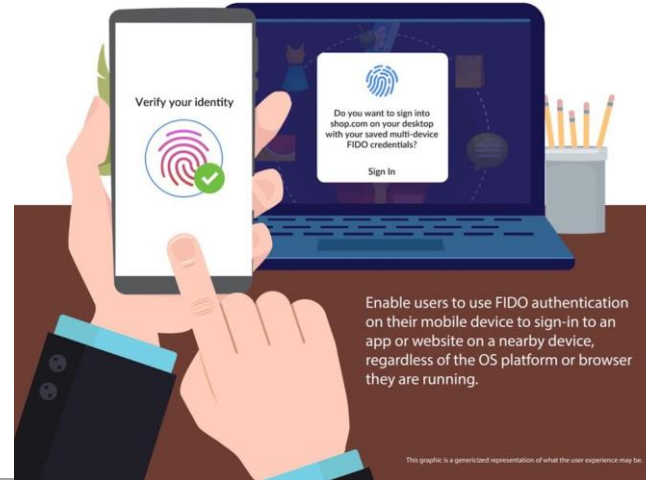 Verify your identity
Do you want to sign into
shop.com on your desktop
with your saved multi-device
FIDO credentials?
Sign In
Enable users to use FIDO authentication
on their mobile device to sign-in to an
app or website on a nearby device,
regardless of the OS platform or browser
they are running.
This graphic is a genericized representation of what the user experience may be.